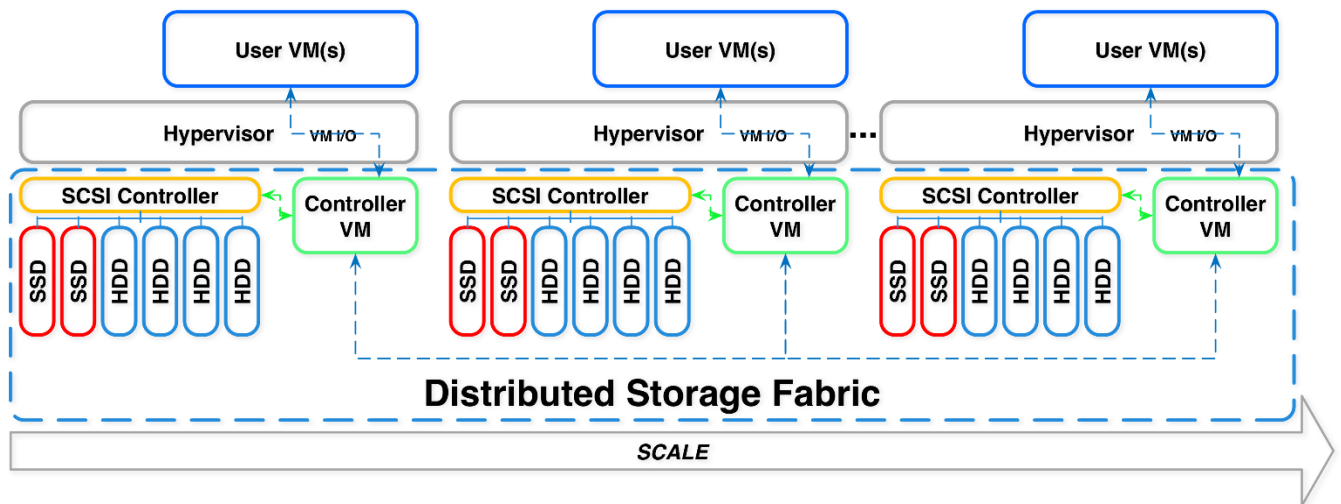 User VM(s)
User VM(s)
User VM(s)
Hypervisor VM I/O
Hypervisor VM I/O
...
Hypervisor VM I/O
SCSI Controller
Controller
VM
SSD
SSD
HDD
HDD
HDD
HDD
SCSI Controller
Controller
VM
SSD
SSD
HDD
HDD
HDD
HDD
SCSI Controller
Controller
VM
SSD
SSD
HDD
HDD
HDD
HDD
Distributed Storage Fabric
SCALE